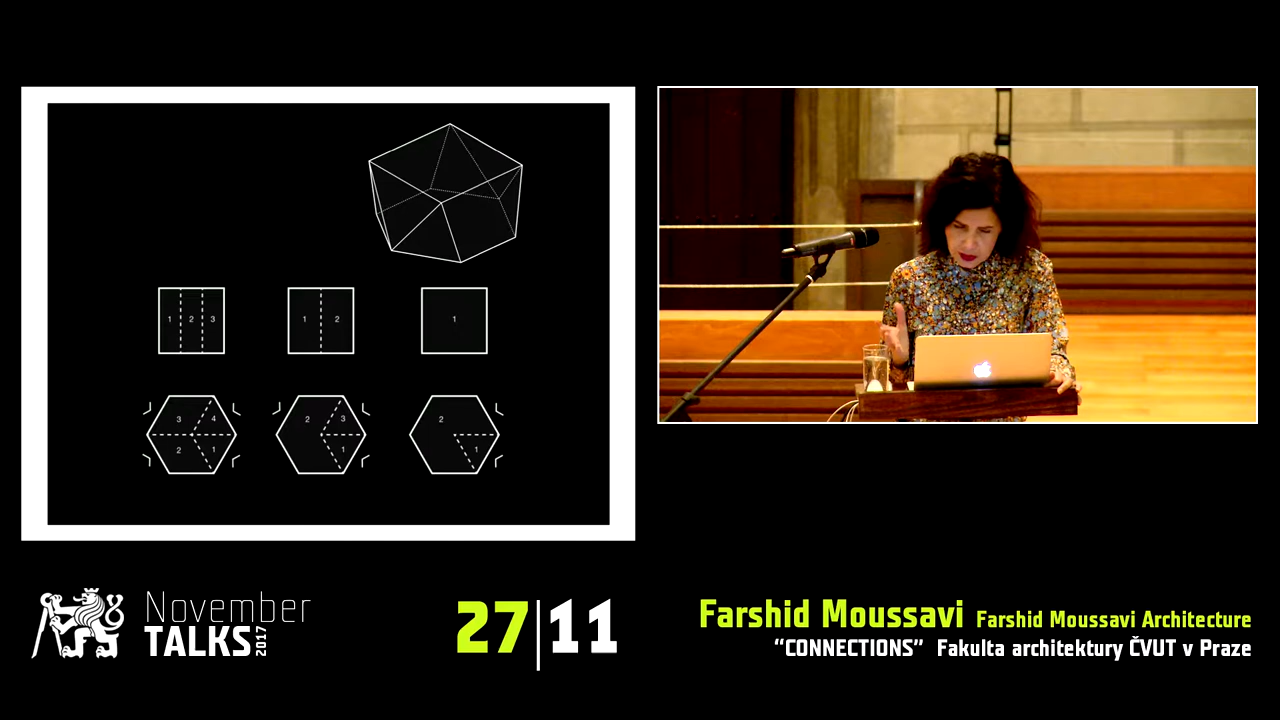 1 2 3
1 2
1
3 4
2 1
2 3
1
2
1
November
TALKS 2017
27|11
Farshid Moussavi Farshid Moussavi Architecture
“CONNECTIONS” Fakulta architektury ČVUT v Praze